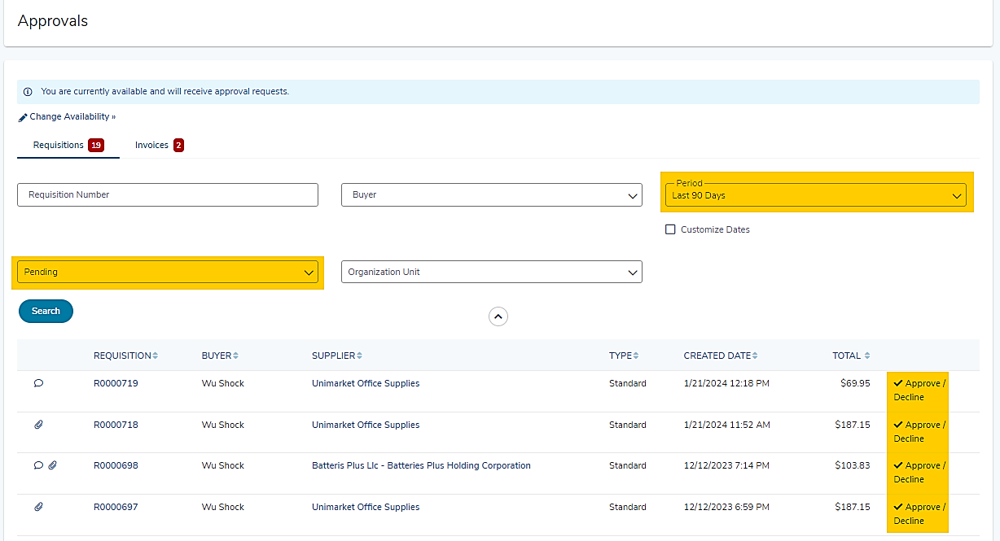 Approvals
You are currently available and will receive approval requests.
Change Availability »
Requisitions 19 Invoices 2
Requisition Number Buyer Period
Last 90 Days
Customize Dates
Pending Organization Unit
Search
REQUISITION BUYER SUPPLIER TYPE CREATED DATE TOTAL
R0000719 Wu Shock Unimarket Office Supplies Standard 1/21/2024 12:18 PM $69.95 Approve /
Decline
R0000718 Wu Shock Unimarket Office Supplies Standard 1/21/2024 11:52 AM $187.15 Approve /
Decline
R0000698 Wu Shock Batteris Plus Llc - Batteries Plus Holding Corporation Standard 12/12/2023 7:14 PM $103.83 Approve /
Decline
R0000697 Wu Shock Unimarket Office Supplies Standard 12/12/2023 6:59 PM $187.15 Approve /
Decline